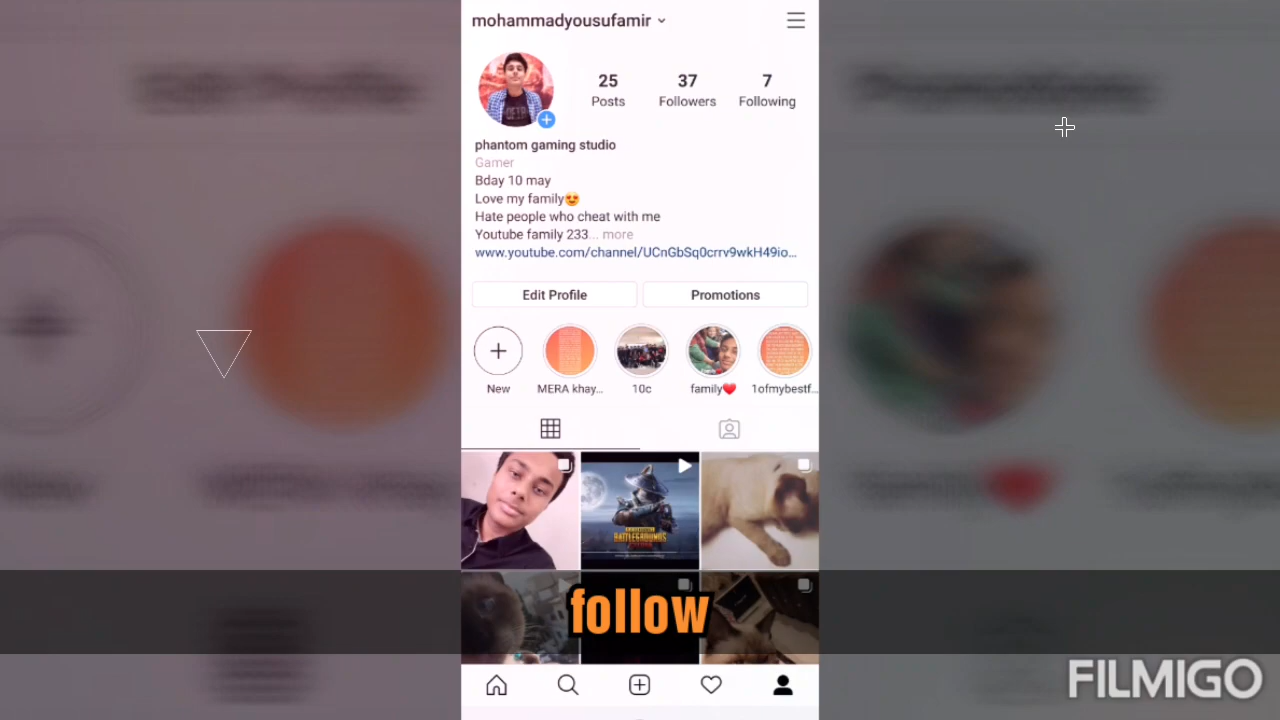 mohammadyousufamir
25
Posts
37
Followers
7
Following
phantom gaming studio
Gamer
Bday 10 may
Love my family😍
Hate people who cheat with me
Youtube family 233... more
www.youtube.com/channel/UCnGbSq0crrv9wkH49io...
Edit Profile
Promotions
New
MERA khay...
10c
family❤️
1ofmybestf...
BATTLEGROUNDS
follow
FILMIGO